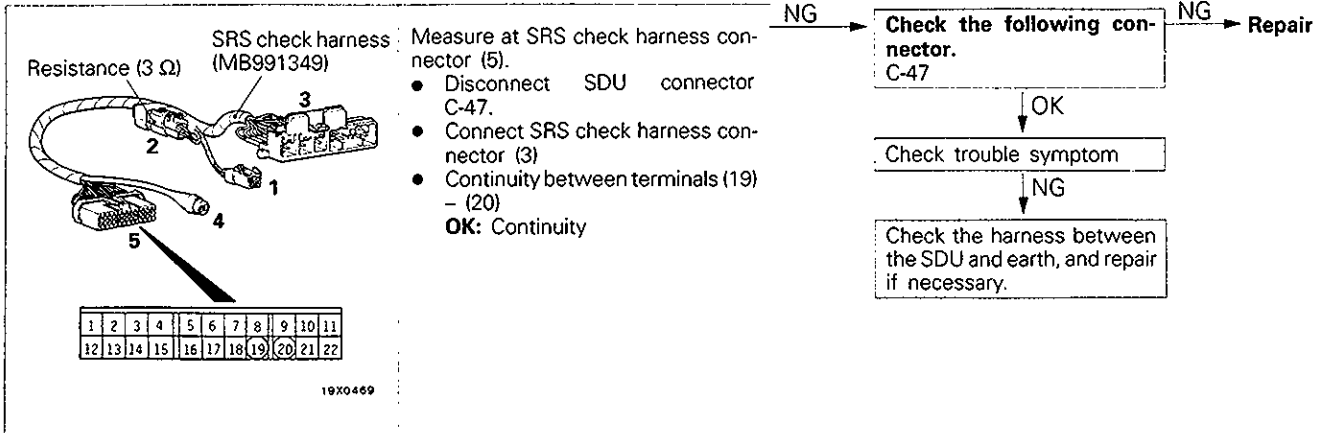 SRS check harness
(MB991349)
Resistance (3 Ω)
3
2
1
4
5
1 2 3 4 5 6 7 8 9 10 11
12 13 14 15 16 17 18 19 20 21 22
19X0469
Measure at SRS check harness con-
nector (5).
● Disconnect SDU connector
C-47.
● Connect SRS check harness con-
nector (3)
● Continuity between terminals (19)
– (20)
OK: Continuity
NG
Check the following con-
nector.
C-47
NG
Repair
OK
Check trouble symptom
NG
Check the harness between
the SDU and earth, and repair
if necessary.